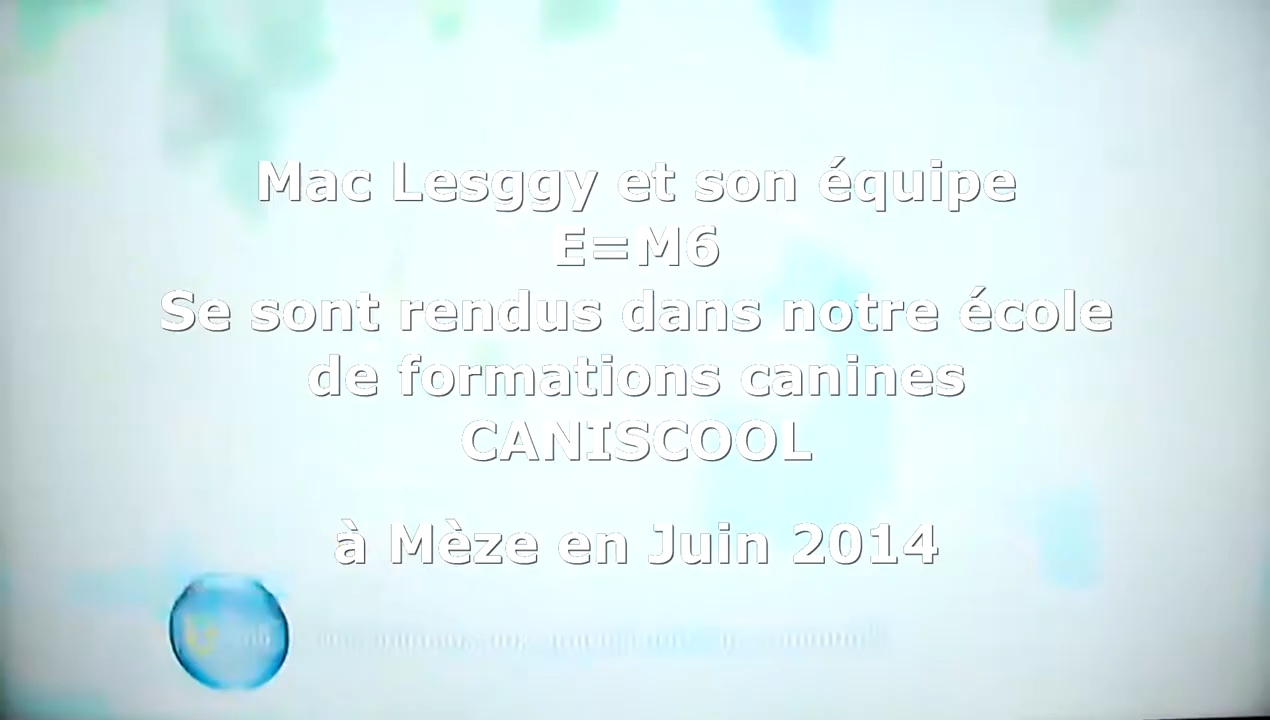 Mac Lesggy et son équipe
E=M6
Se sont rendus dans notre école
de formations canines
CANISCOOL
à Mèze en Juin 2014